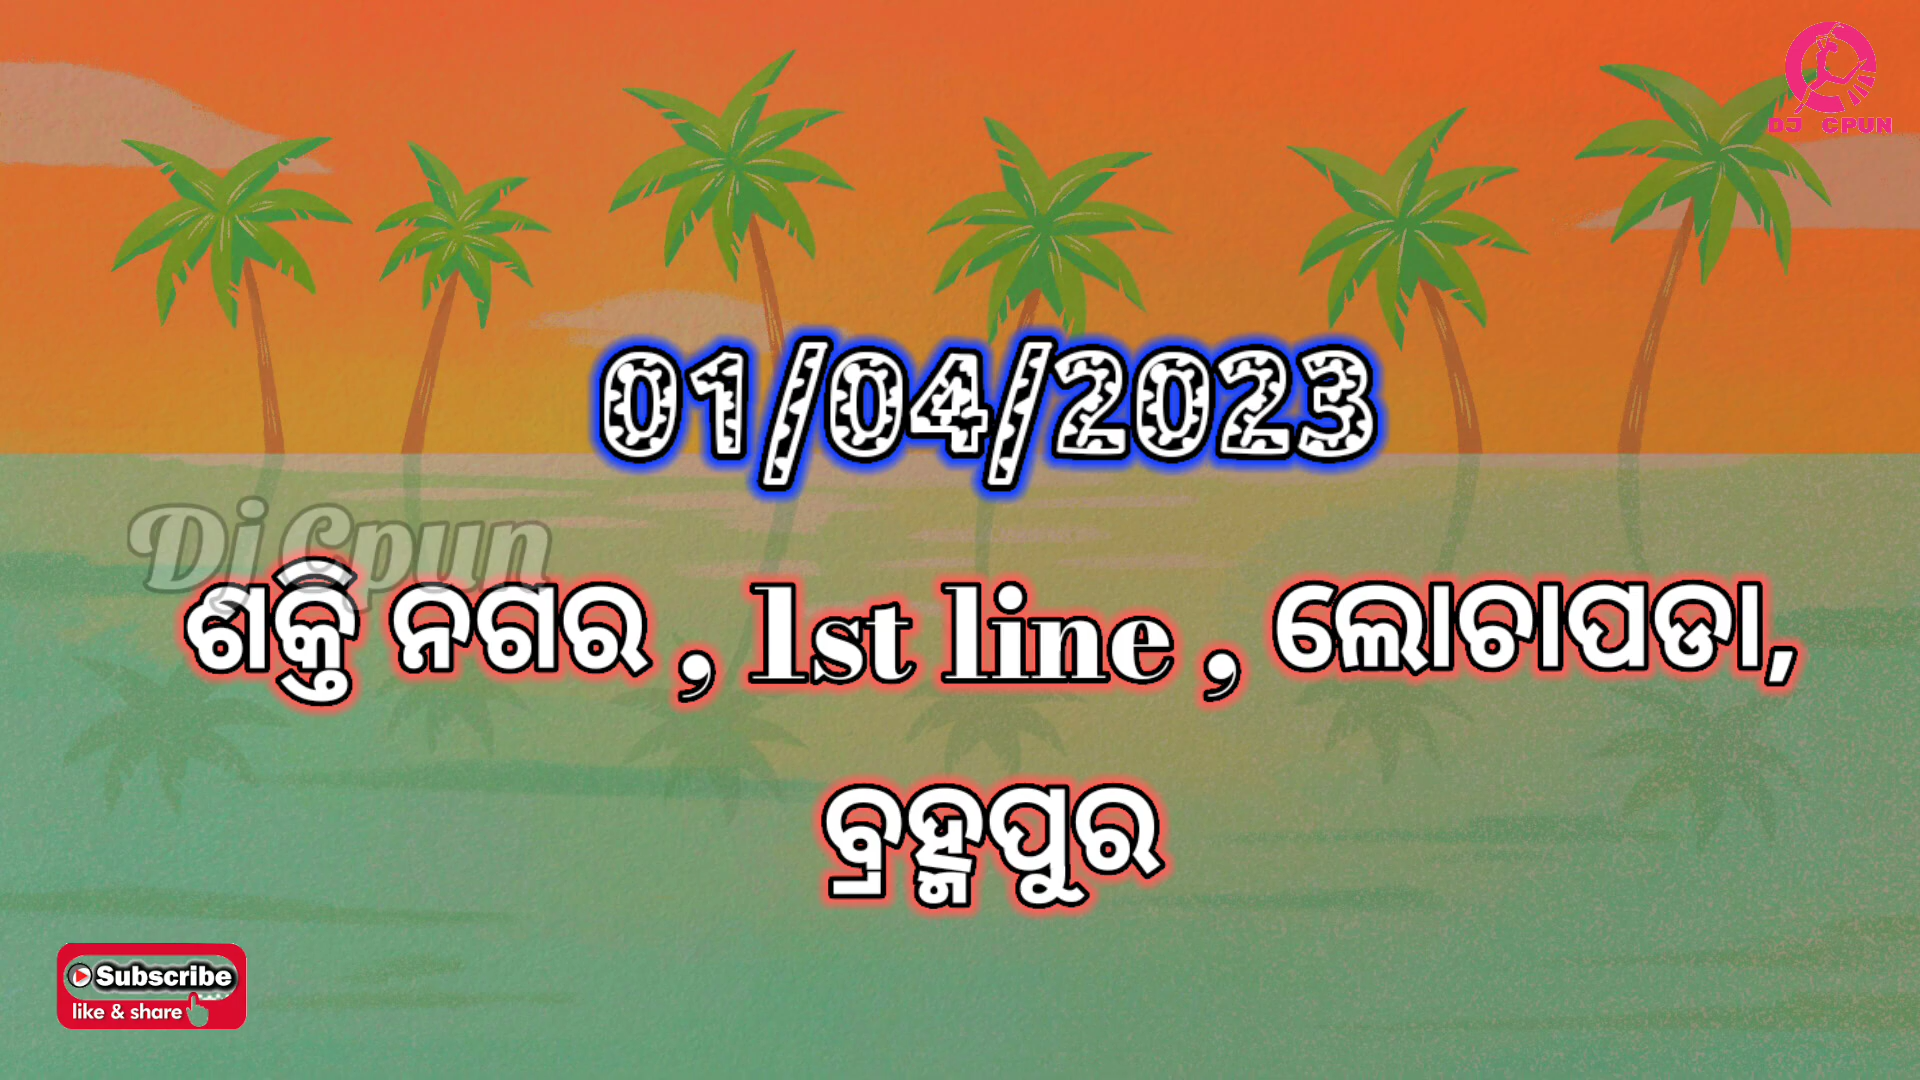 DJ CPUN
01/04/2023
Dj Cpun
ଶକ୍ତି ନଗର , 1st line , ଲୋଚାପଡା,
ବ୍ରହ୍ମପୁର
Subscribe
like & share